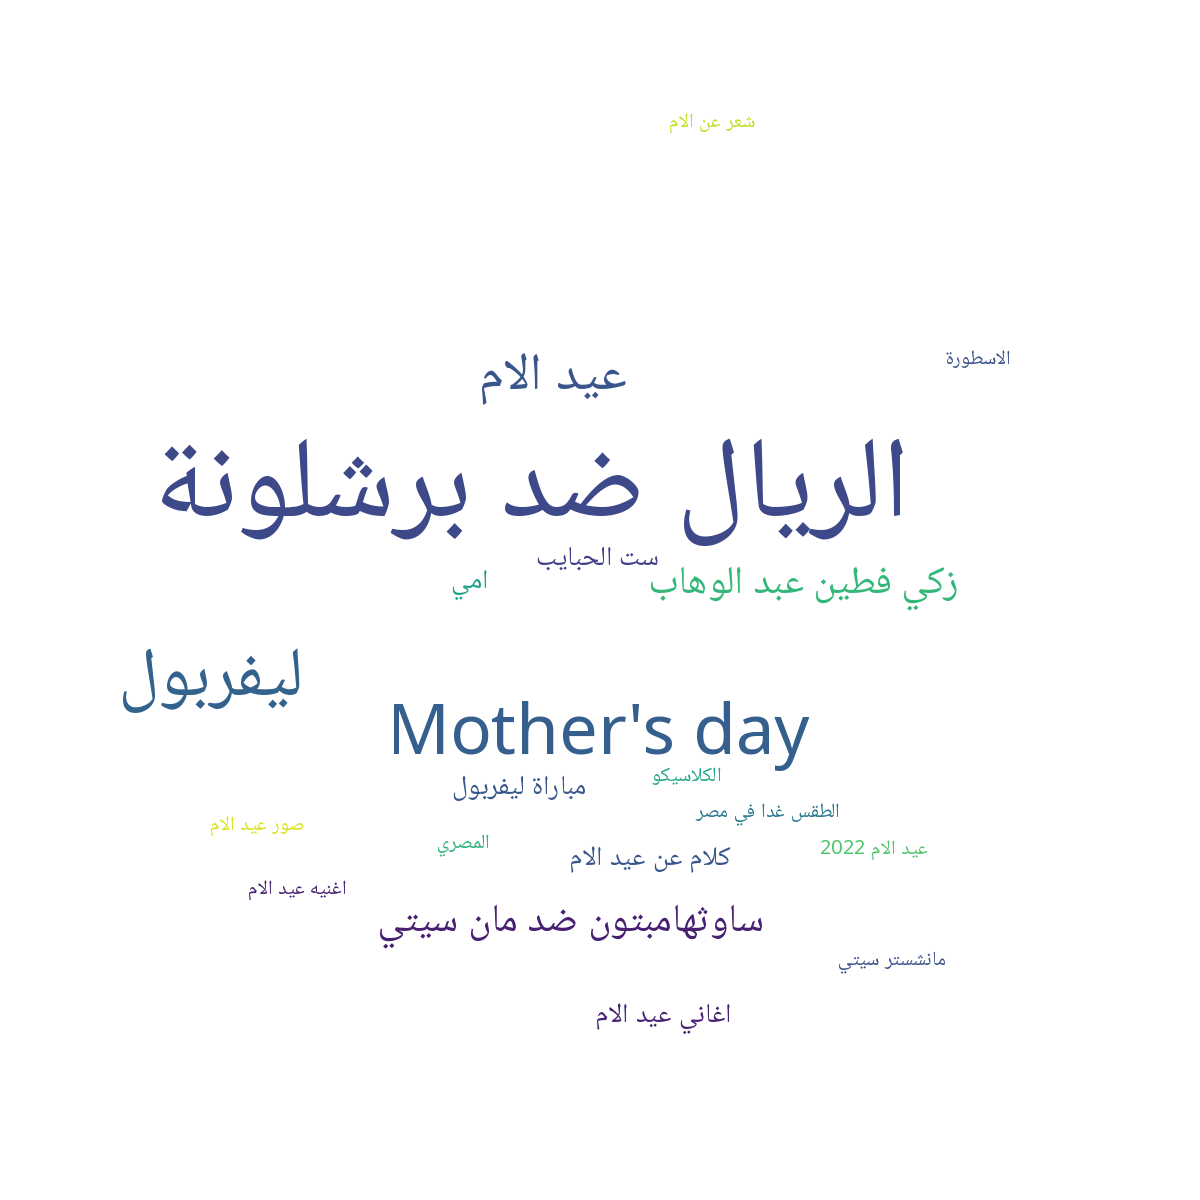 شعر عن الام
الاسطورة
عيد الام
الريال ضد برشلونة
ست الحبايب
زكي فطين عبد الوهاب
امي
ليفربول
Mother's day
الكلاسيكو
مباراة ليفربول
الطقس غدا في مصر
صور عيد الام
المصري
عيد الام 2022
كلام عن عيد الام
اغنيه عيد الام
ساوثهامبتون ضد مان سيتي
مانشستر سيتي
اغاني عيد الام